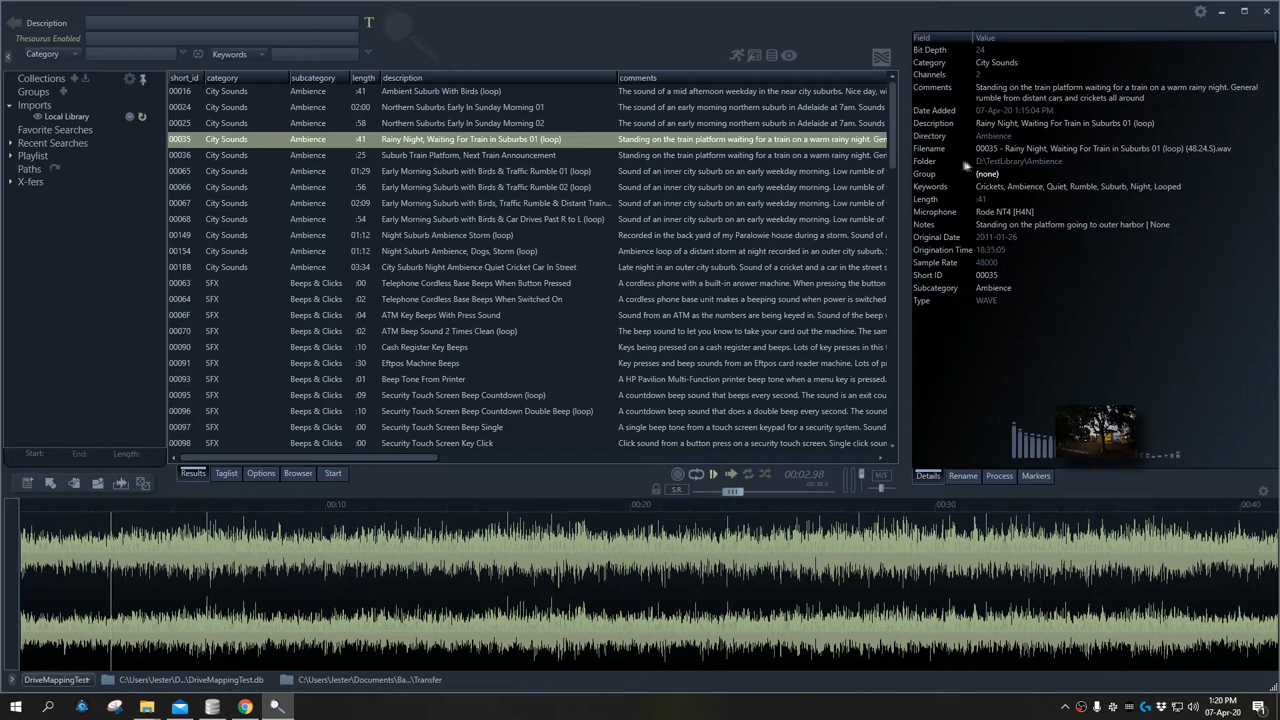 Description
T
Thesaurus Enabled
Category
Keywords
Collections
Groups
Imports
Local Library
Favorite Searches
Recent Searches
Playlist
Paths
X-fers
Start: End: Length:
short_id category subcategory length description comments
00016 City Sounds Ambience :41 Ambient Suburb With Birds (loop) The sound of a mid afternoon weekday in the near city suburbs. Nice day, wi
00024 City Sounds Ambience 02:00 Northern Suburbs Early In Sunday Morning 01 The sound of an early morning northern suburb in Adelaide at 7am. Sounds
00025 City Sounds Ambience :58 Northern Suburbs Early In Sunday Morning 02 The sound of an early morning northern suburb in Adelaide at 7am. Sounds
00035 City Sounds Ambience :41 Rainy Night, Waiting For Train in Suburbs 01 (loop) Standing on the train platform waiting for a train on a warm rainy night. Gen
00036 City Sounds Ambience :25 Suburb Train Platform, Next Train Announcement Standing on the train platform waiting for a train on a warm rainy night. Gen
00065 City Sounds Ambience 01:29 Early Morning Suburb with Birds & Traffic Rumble 01 (loop) Sound of an inner city suburb on an early weekday morning. Low rumble of
00066 City Sounds Ambience :56 Early Morning Suburb with Birds & Traffic Rumble 02 (loop) Sound of an inner city suburb on an early weekday morning. Low rumble of
00067 City Sounds Ambience 02:09 Early Morning Suburb with Birds, Traffic Rumble & Distant Train... Sound of an inner city suburb on an early weekday morning. Low rumble of
00068 City Sounds Ambience :54 Early Morning Suburb with Birds & Car Drives Past R to L (loop) Sound of an inner city suburb on an early weekday morning. Low rumble of
00149 City Sounds Ambience 01:12 Night Suburb Ambience Storm (loop) Recorded in the back yard of my Paralowie house during a storm. Sound of
00154 City Sounds Ambience 01:12 Night Suburb Ambience, Dogs, Storm (loop) Ambience loop of a distant storm at night recorded in an outer city suburb.
001BB City Sounds Ambience 03:34 City Suburb Night Ambience Quiet Cricket Car In Street Late night in an outer city suburb. Sound of a cricket and a car in the street
00063 SFX Beeps & Clicks :00 Telephone Cordless Base Beeps When Button Pressed A cordless phone with a built-in answer machine. The sound of a button pr
00064 SFX Beeps & Clicks :02 Telephone Cordless Base Beeps When Switched On A cordless phone base unit makes a beeping sound when power is switched
0006F SFX Beeps & Clicks :04 ATM Key Beeps With Press Sound Sound from an ATM as the numbers are being keyed in. Sound of the beep
00070 SFX Beeps & Clicks :02 ATM Beep Sound 2 Times Clean (loop) The beep sound to let you know to take your card out the machine. The sam
00090 SFX Beeps & Clicks :10 Cash Register Key Beeps Keys being pressed on a cash register and beeps. Lots of key presses in this
00091 SFX Beeps & Clicks :30 Eftpos Machine Beeps Key presses and beep sounds from an Eftpos card reader machine. Lots of
00093 SFX Beeps & Clicks :01 Beep Tone From Printer A HP Pavilion Multi-Function printer beep tone when a menu key is pressed.
00095 SFX Beeps & Clicks :09 Security Touch Screen Beep Countdown (loop) A countdown beep sound that beeps every second. The sound is an exit cou
00096 SFX Beeps & Clicks :10 Security Touch Screen Beep Countdown Double Beep (loop) A countdown beep sound that does a double beep every second. The sound
00097 SFX Beeps & Clicks :00 Security Touch Screen Beep Single A single beep tone from a touchpad for a security system. Sound
00098 SFX Beeps & Clicks :00 Security Touch Screen Key Click Click sound from a button press on a security touch screen. Single click soun
Results Taglist Options Browser Start
S.R.
00:02.98
00:38.3
M/S
Field Value
Bit Depth 24
Category City Sounds
Channels 2
Comments Standing on the train platform waiting for a train on a warm rainy night. General
rumble from distant cars and crickets all around
Date Added 07-Apr-20 1:15:04 PM
Description Rainy Night, Waiting For Train in Suburbs 01 (loop)
Directory Ambience
Filename 00035 - Rainy Night, Waiting For Train in Suburbs 01 (loop) (48.24.S).wav
Folder D:\TestLibrary\Ambience
Group (none)
Keywords Crickets, Ambience, Quiet, Rumble, Suburb, Night, Looped
Length :41
Microphone Rode NT4 [H4N]
Notes Standing on the platform going to outer harbor | None
Original Date 2011-01-26
Origination Time 18:35:05
Sample Rate 48000
Short ID 00035
Subcategory Ambience
Type WAVE
Details Rename Process Markers
00:10 00:20 00:30 00:40
DriveMappingTest C:\Users\Jester\D...\DriveMappingTest.db C:\Users\Jester\Documents\Ba...\Transfer
1:20 PM
07-Apr-20